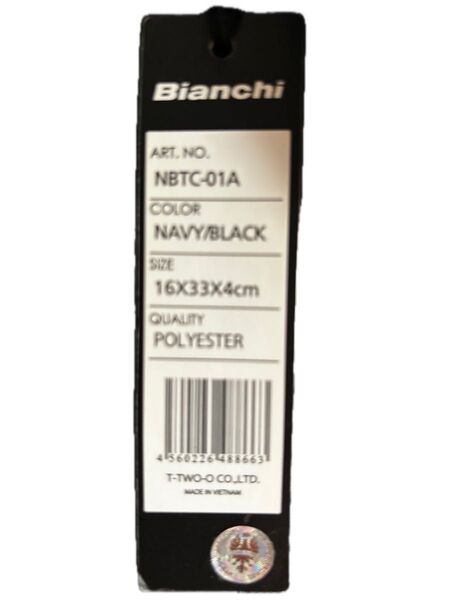 Bianchi
ART. NO.
NBTC-01A
COLOR
NAVY/BLACK
SIZE
16X33X4cm
QUALITY
POLYESTER
4 560226 488663
T-TWO-O CO.,LTD.
MADE IN VIETNAM